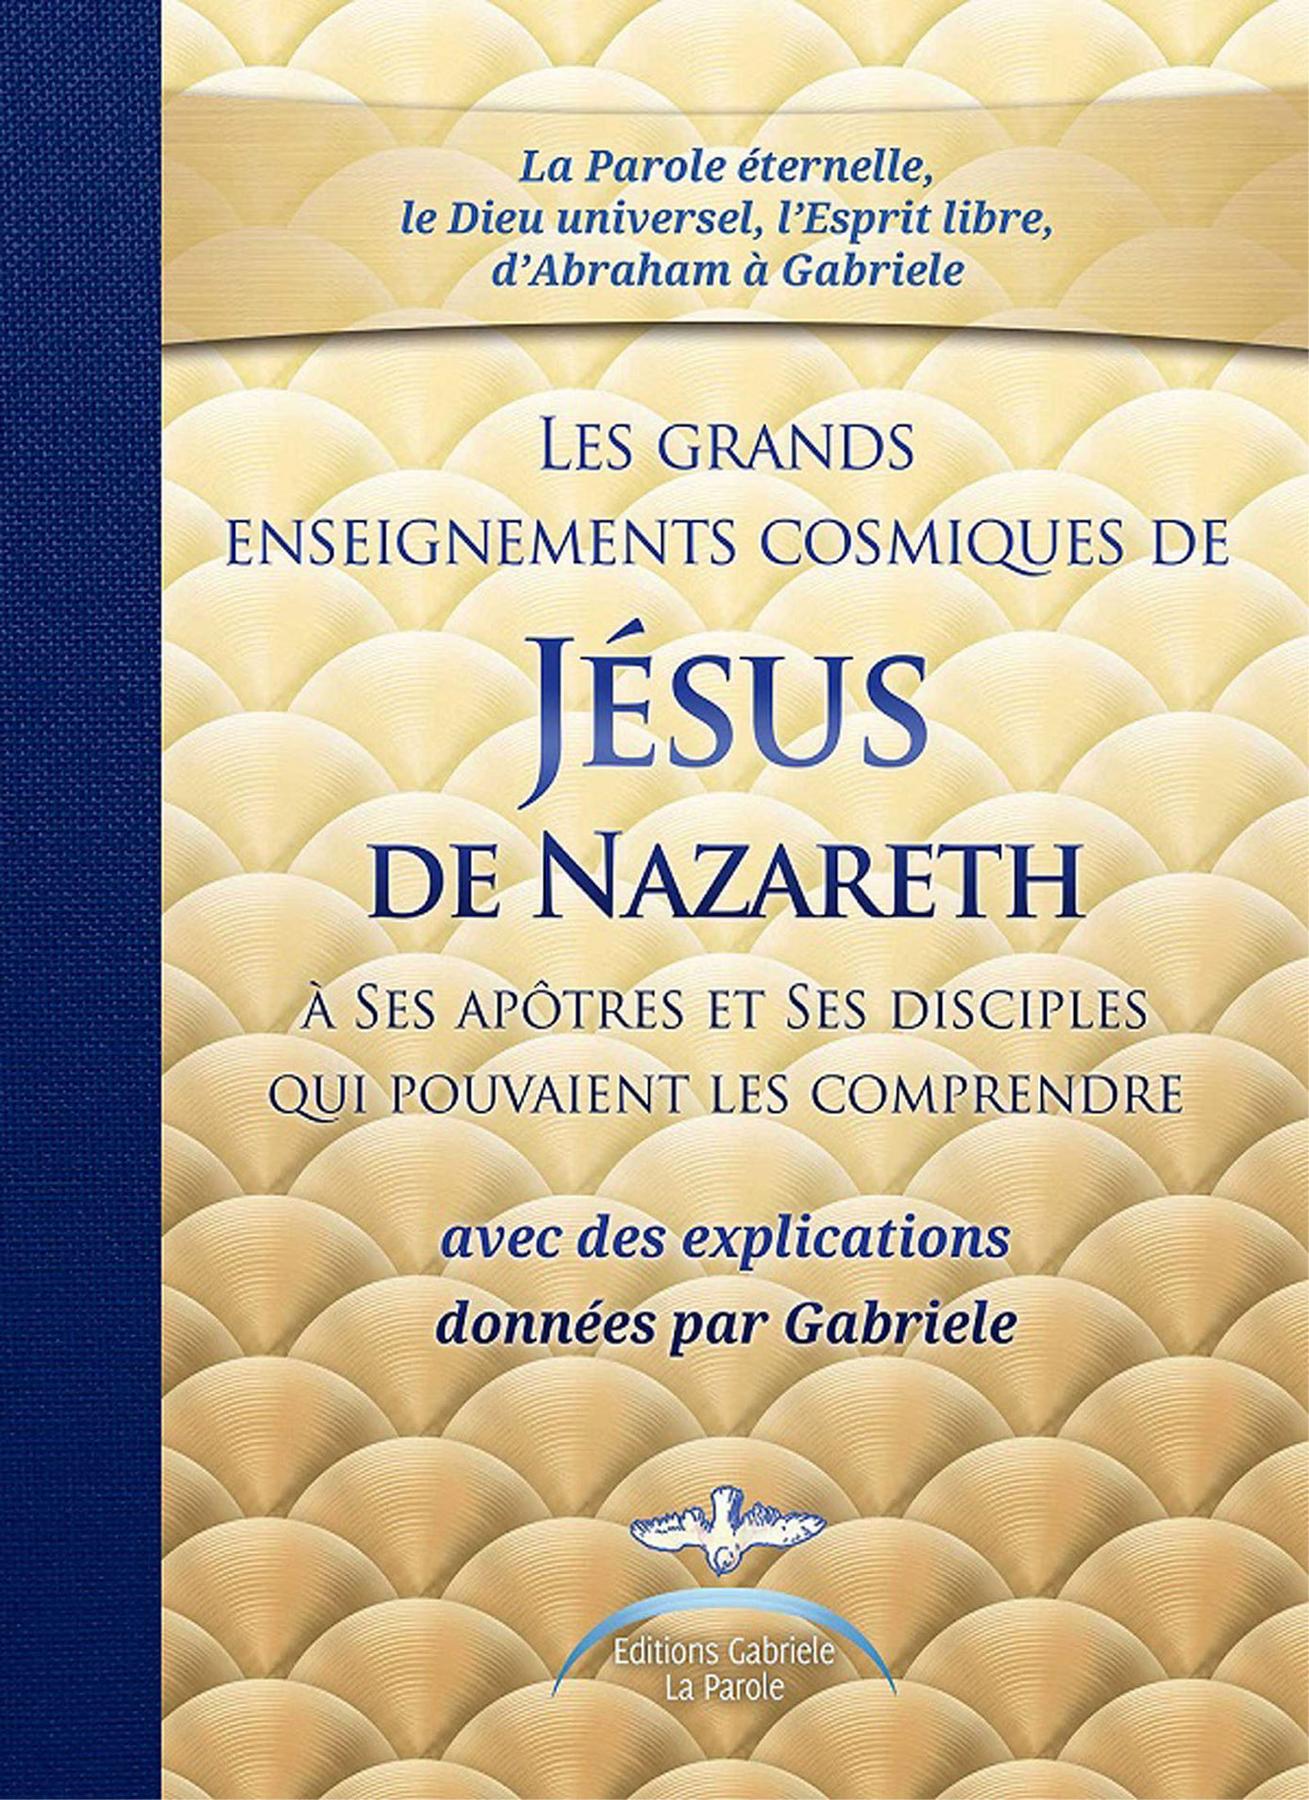 La Parole éternelle,
le Dieu universel, l’Esprit libre,
d’Abraham à Gabriele
LES GRANDS
ENSEIGNEMENTS COSMIQUES DE
JÉSUS
DE NAZARETH
À SES APÔTRES ET SES DISCIPLES
QUI POUVAIENT LES COMPRENDRE
avec des explications
données par Gabriele
Editions Gabriele
La Parole